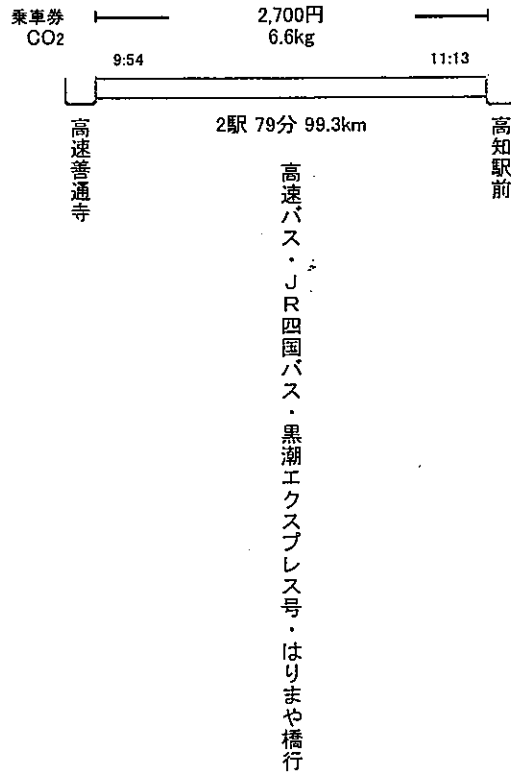 乗車券 2,700円
CO2 6.6kg
9:54 11:13
2駅 79分 99.3km
高速善通寺
高速バス・JR四国バス・黒潮エクスプレス号・はりまや橋行
高知駅前